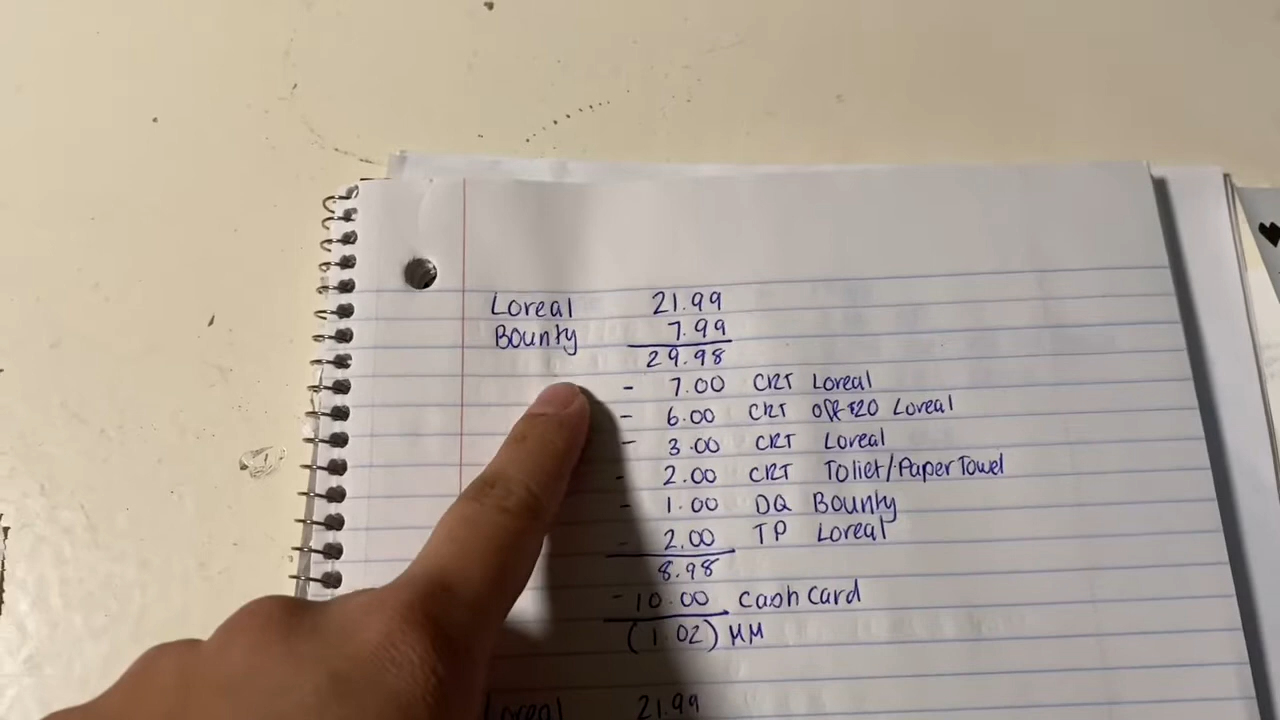 Loreal 21.99
Bounty 7.99
29.98
- 7.00 CRT Loreal
- 6.00 CRT off $20 Loreal
- 3.00 CRT Loreal
- 2.00 CRT Toliet/Paper Towel
- 1.00 DQ Bounty
- 2.00 TP Loreal
8.98
- 10.00 Cash Card
(1.02) MM
Loreal 21.99